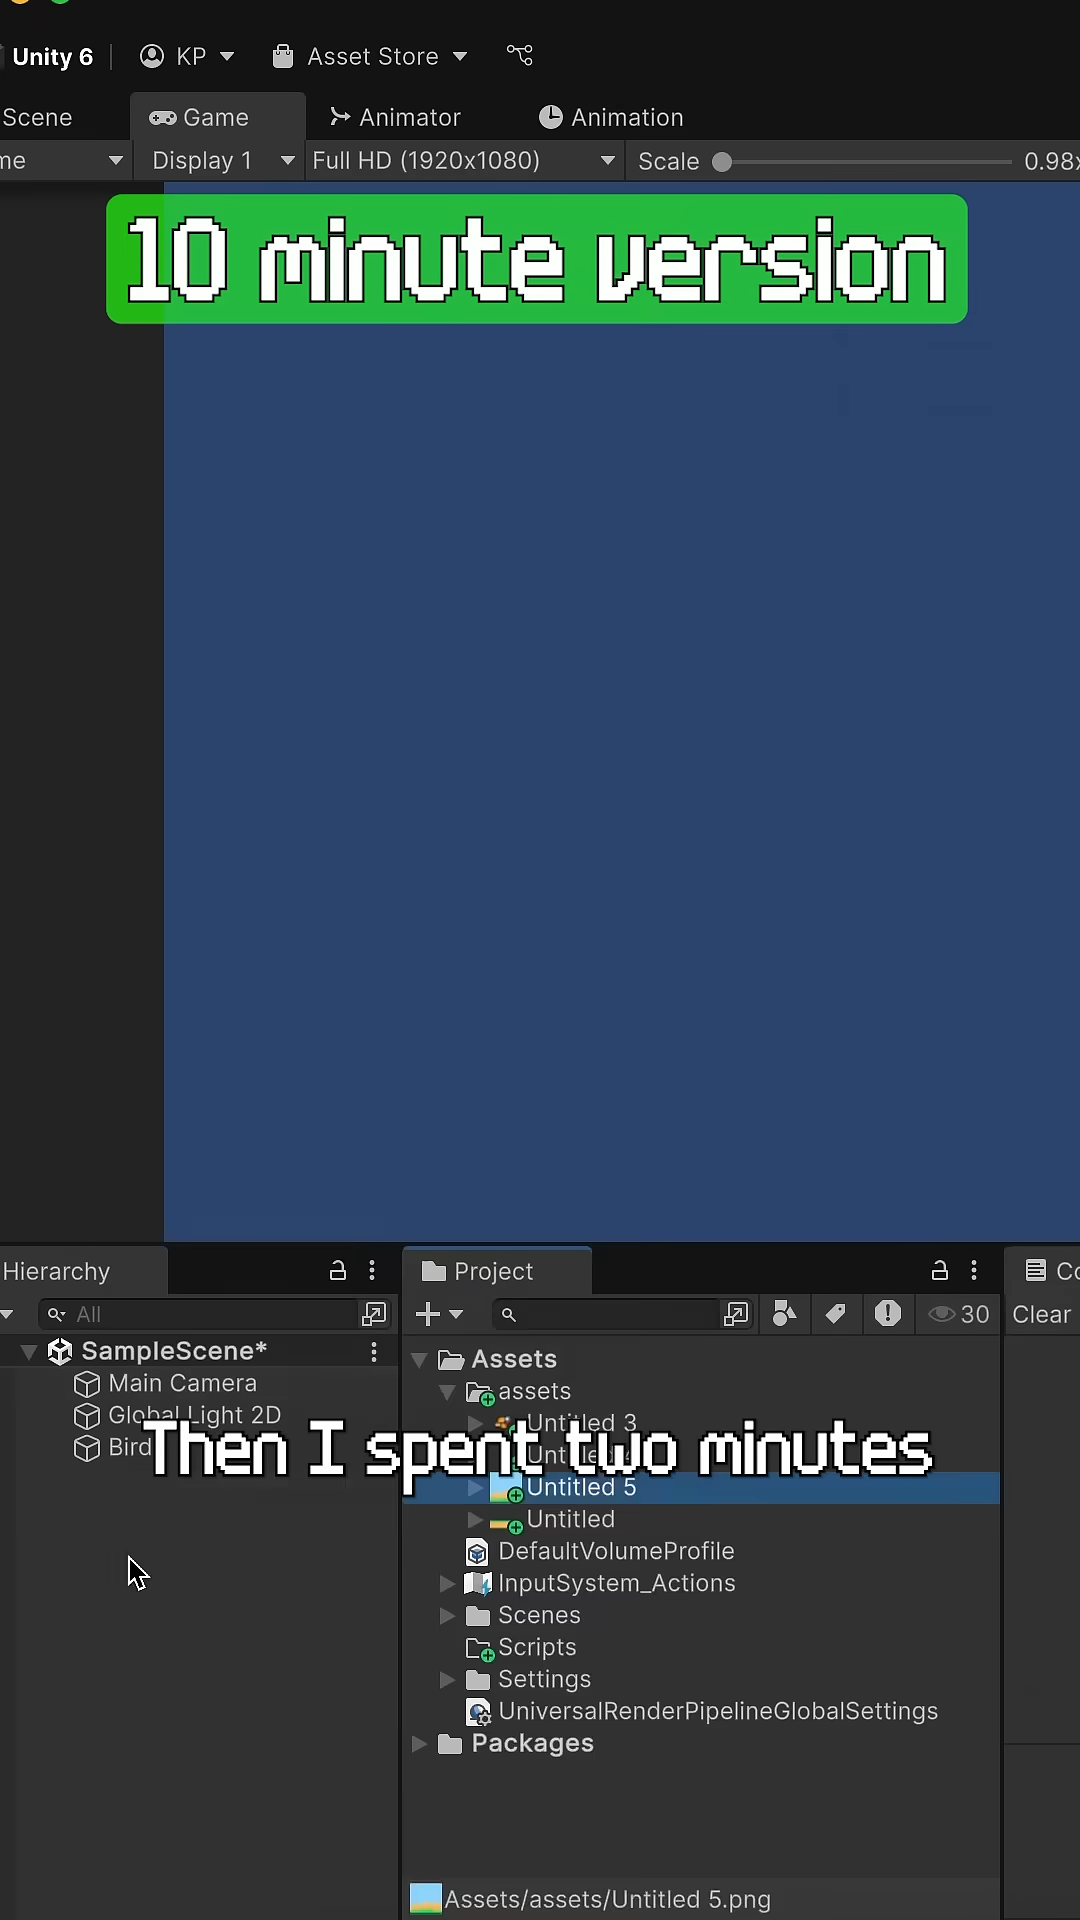 Unity 6
KP
Asset Store
Scene
Game
Animator
Animation
me
Display 1
Full HD (1920x1080)
Scale
0.98x
10 minute version
Hierarchy
Project
All
30
Clear
SampleScene*
Main Camera
Global Light 2D
Bird
Assets
assets
Untitled 3
Then I spent two minutes
Untitled 5
Untitled
DefaultVolumeProfile
InputSystem_Actions
Scenes
Scripts
Settings
UniversalRenderPipelineGlobalSettings
Packages
Assets/assets/Untitled 5.png